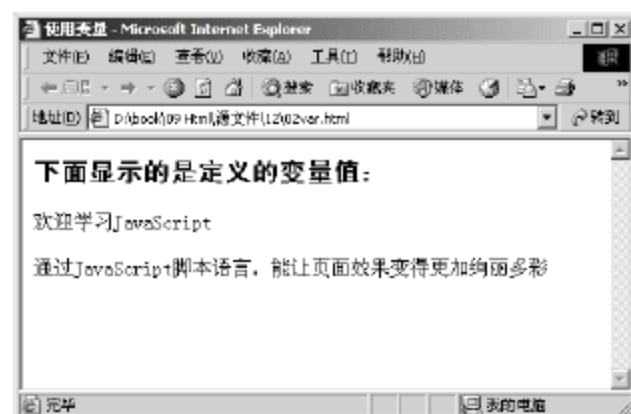 使用变量 - Microsoft Internet Explorer
文件(E) 编辑(E) 查看(V) 收藏(A) 工具(T) 帮助(H)
后退 搜索 收藏夹 媒体 »
地址(D) D:\book\09 Html\源文件\12\02var.html 转到
下面显示的是定义的变量值：
欢迎学习JavaScript
通过JavaScript脚本语言，能让页面效果变得更加绚丽多彩
完毕 我的电脑